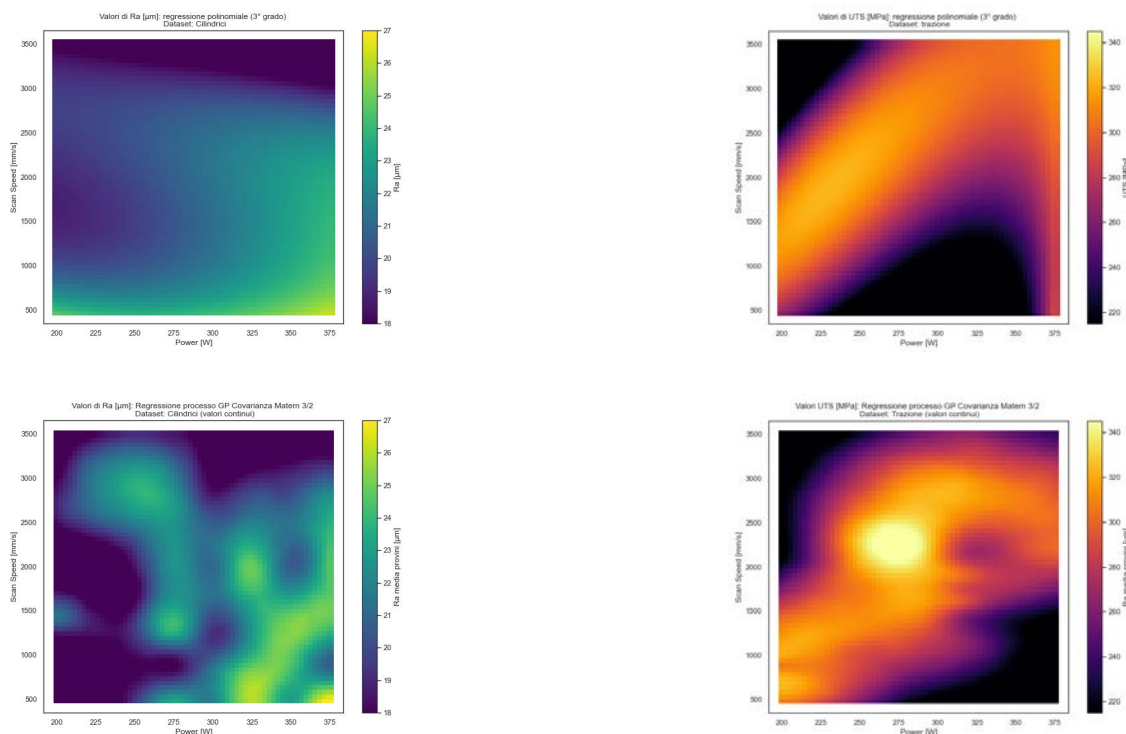 Valori di Ra [µm]: regressione polinomiale (3° grado)
Dataset: Cilindrici
3500
3000
2500
2000
1500
1000
500
Scan Speed [mm/s]
200 225 250 275 300 325 350 375
Power [W]
27
26
25
24
23
22
21
20
19
18
Ra [µm]
Valori di UTS [MPa]: regressione polinomiale (3° grado)
Dataset: trazione
3500
3000
2500
2000
1500
1000
500
Scan Speed [mm/s]
200 225 250 275 300 325 350 375
Power [W]
340
320
300
280
260
240
220
UTS [MPa]
Valori di Ra [µm]: Regressione processo GP Covarianza Matern 3/2
Dataset: Cilindrici (valori continui)
3500
3000
2500
2000
1500
1000
500
Scan Speed [mm/s]
200 225 250 275 300 325 350 375
Power [W]
27
26
25
24
23
22
21
20
19
18
Ra media provini [µm]
Valori UTS [MPa]: Regressione processo GP Covarianza Matern 3/2
Dataset: Trazione (valori continui)
3500
3000
2500
2000
1500
1000
500
Scan Speed [mm/s]
200 225 250 275 300 325 350 375
Power [W]
340
320
300
280
260
240
220
Ra media provini [µm]